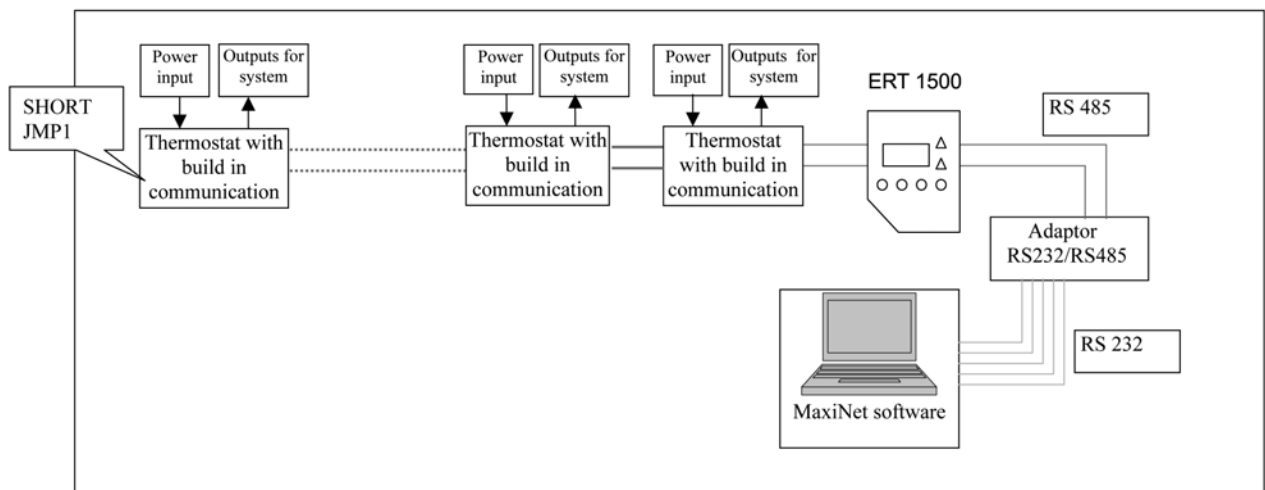 Power
input
Outputs for
system
Power
input
Outputs for
system
Power
input
Outputs for
system
ERT 1500
RS 485
SHORT
JMP1
Thermostat with
build in
communication
Thermostat with
build in
communication
Thermostat
with build in
communication
Adaptor
RS232/RS485
RS 232
MaxiNet software